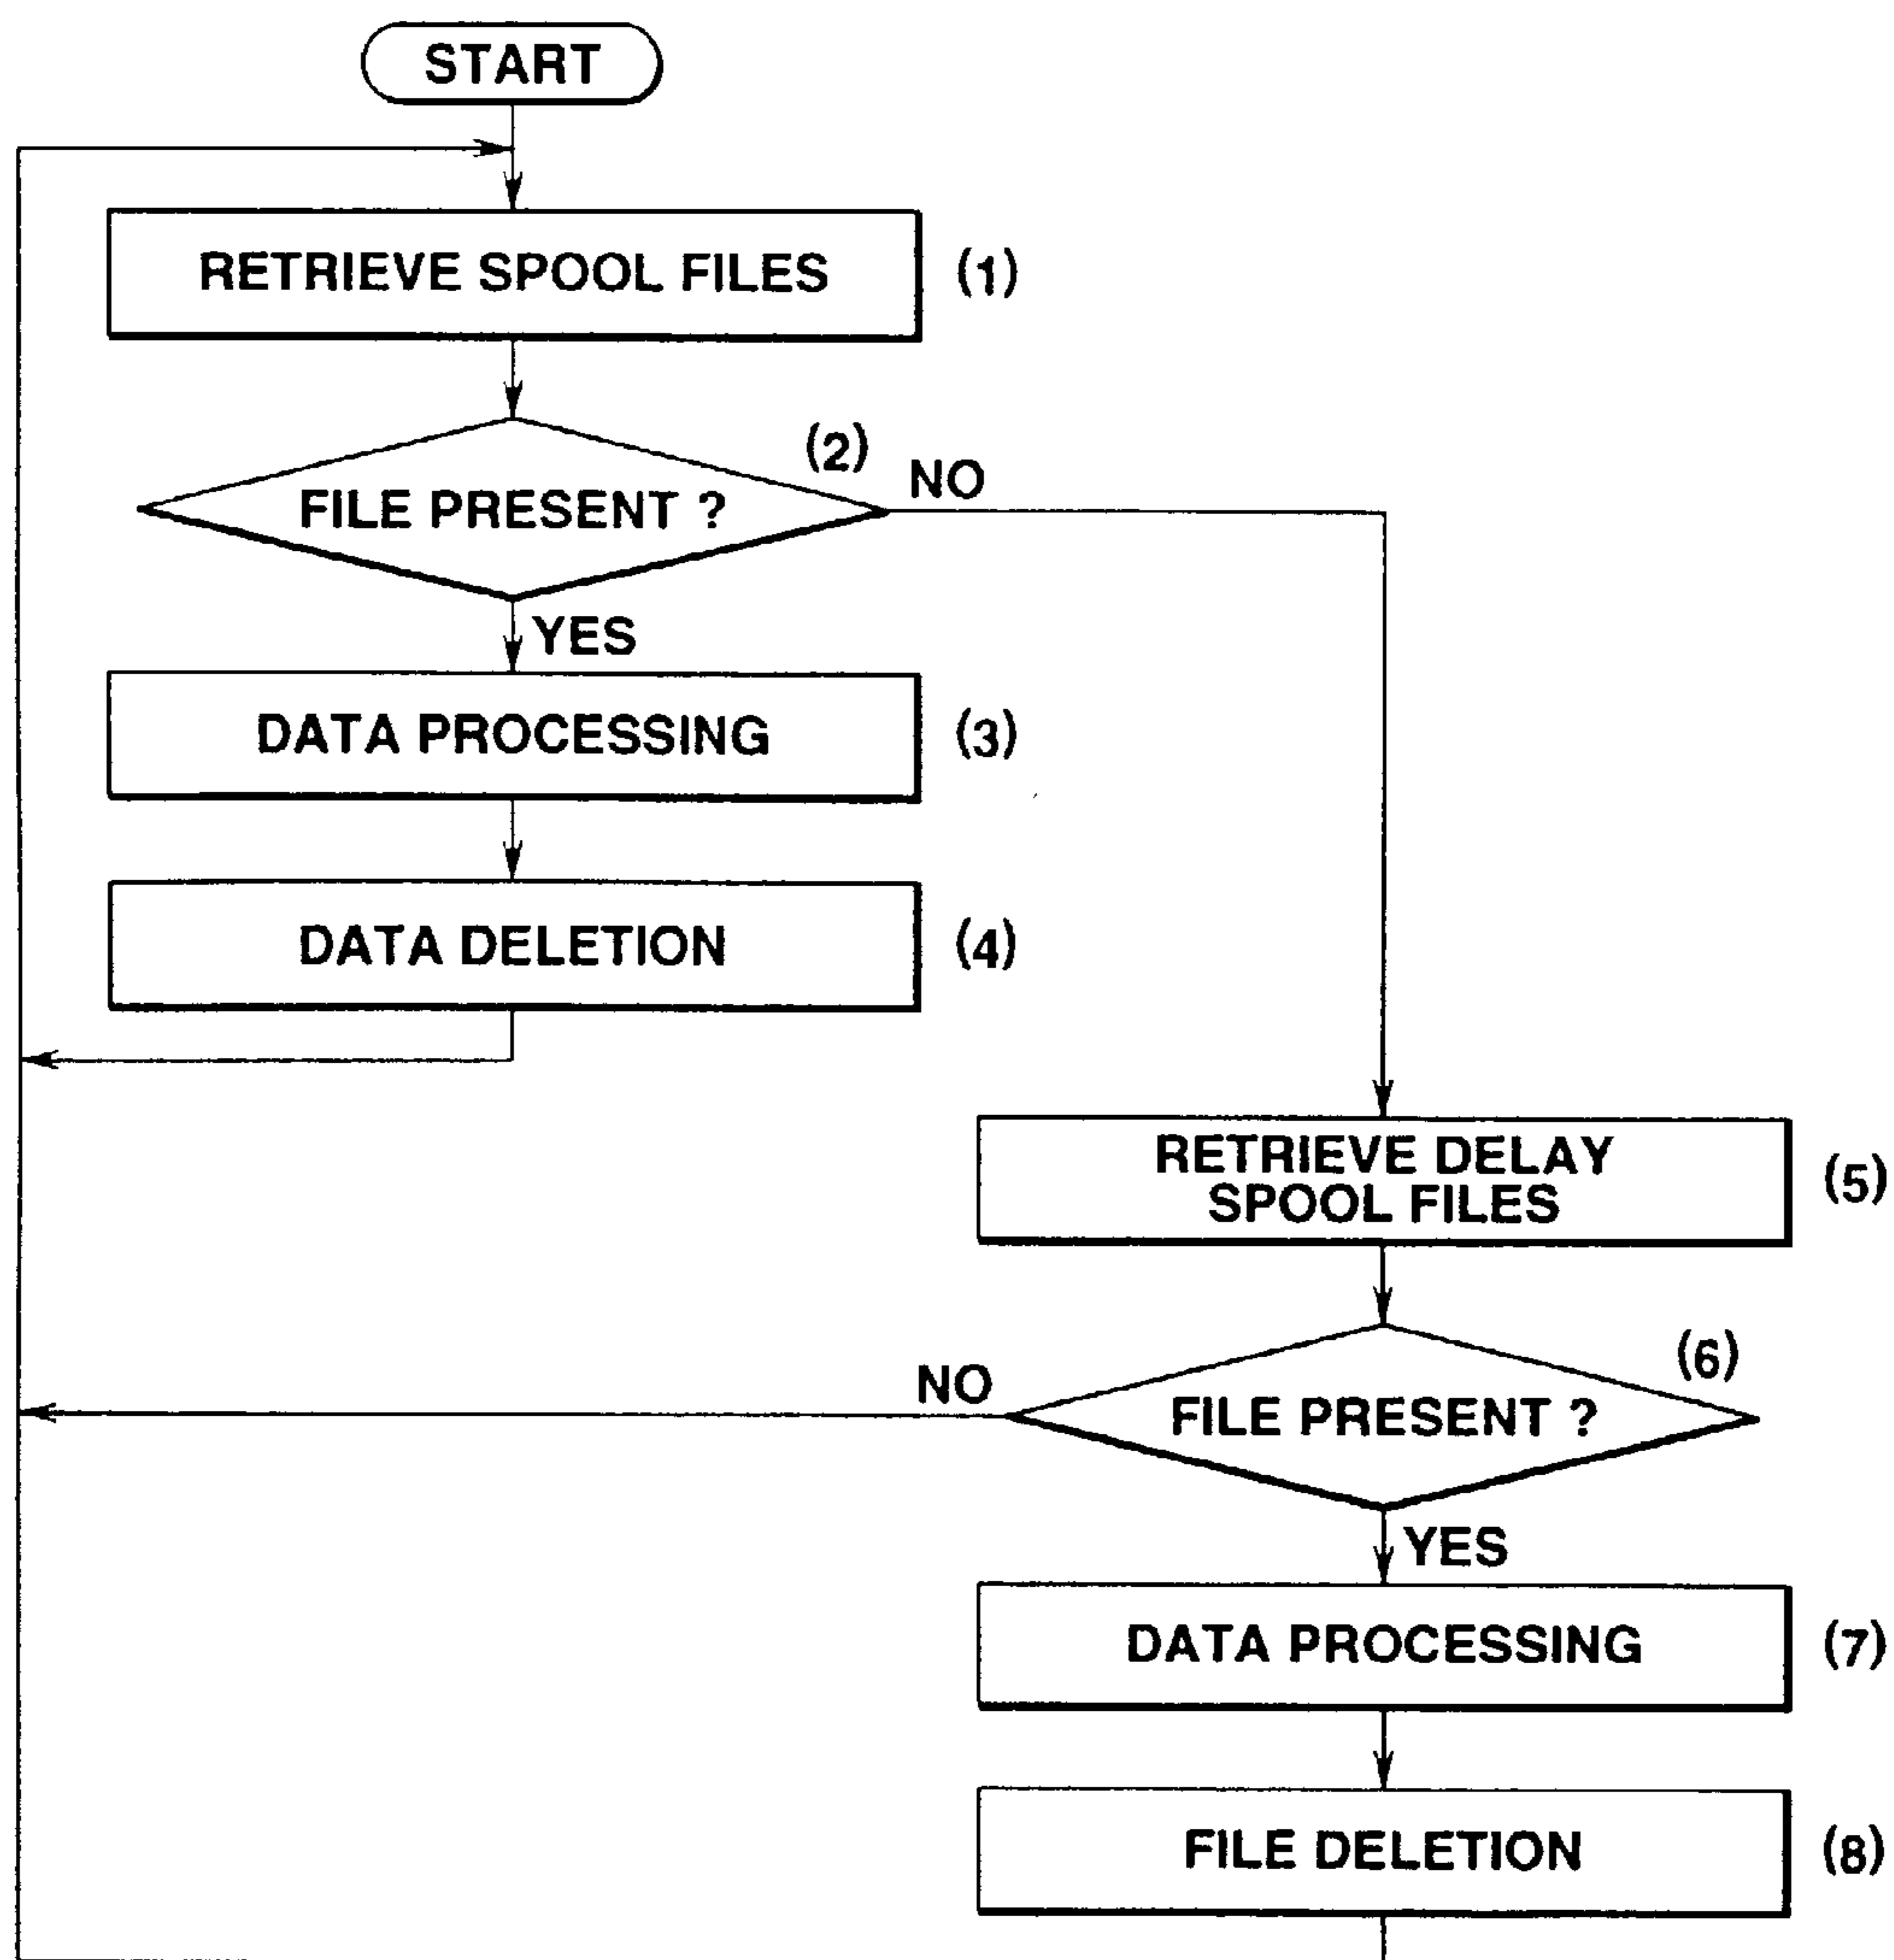 START
RETRIEVE SPOOL FILES (1)
(2)
FILE PRESENT ?
NO
YES
DATA PROCESSING (3)
DATA DELETION (4)
RETRIEVE DELAY
SPOOL FILES
(5)
(6)
NO
FILE PRESENT ?
YES
DATA PROCESSING (7)
FILE DELETION (8)